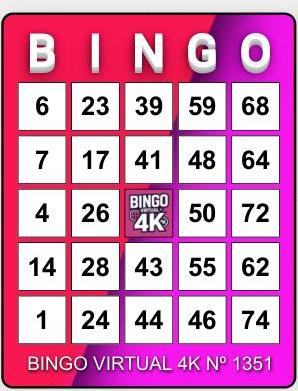 B I N G O
6 23 39 59 68
7 17 41 48 64
4 26 BINGO VIRTUAL 4K 50 72
14 28 43 55 62
1 24 44 46 74
BINGO VIRTUAL 4K Nº 1351